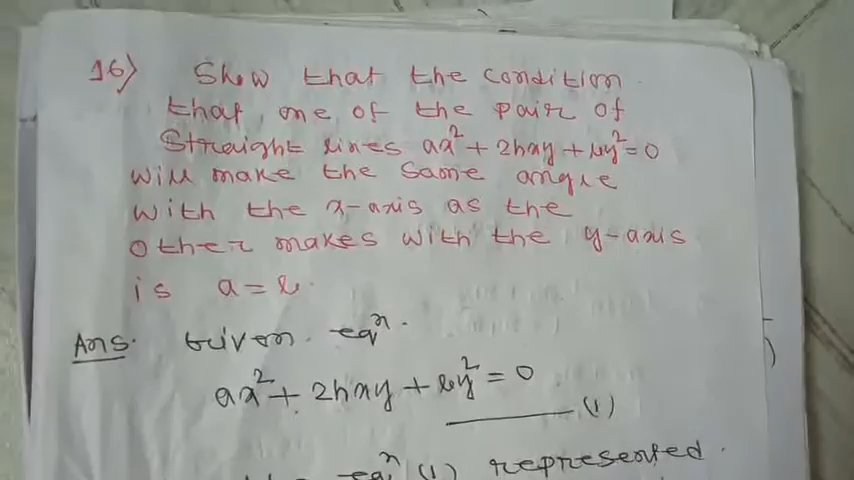 16) Show that the condition
that, one of the pair of
Straight lines ax² + 2hxy + by² = 0
will make the same angle
with the x-axis as the
other makes with the y-axis
is a = b.
Ans. Given eqⁿ.
ax² + 2hxy + by² = 0
(1)
eqⁿ (1) represented.